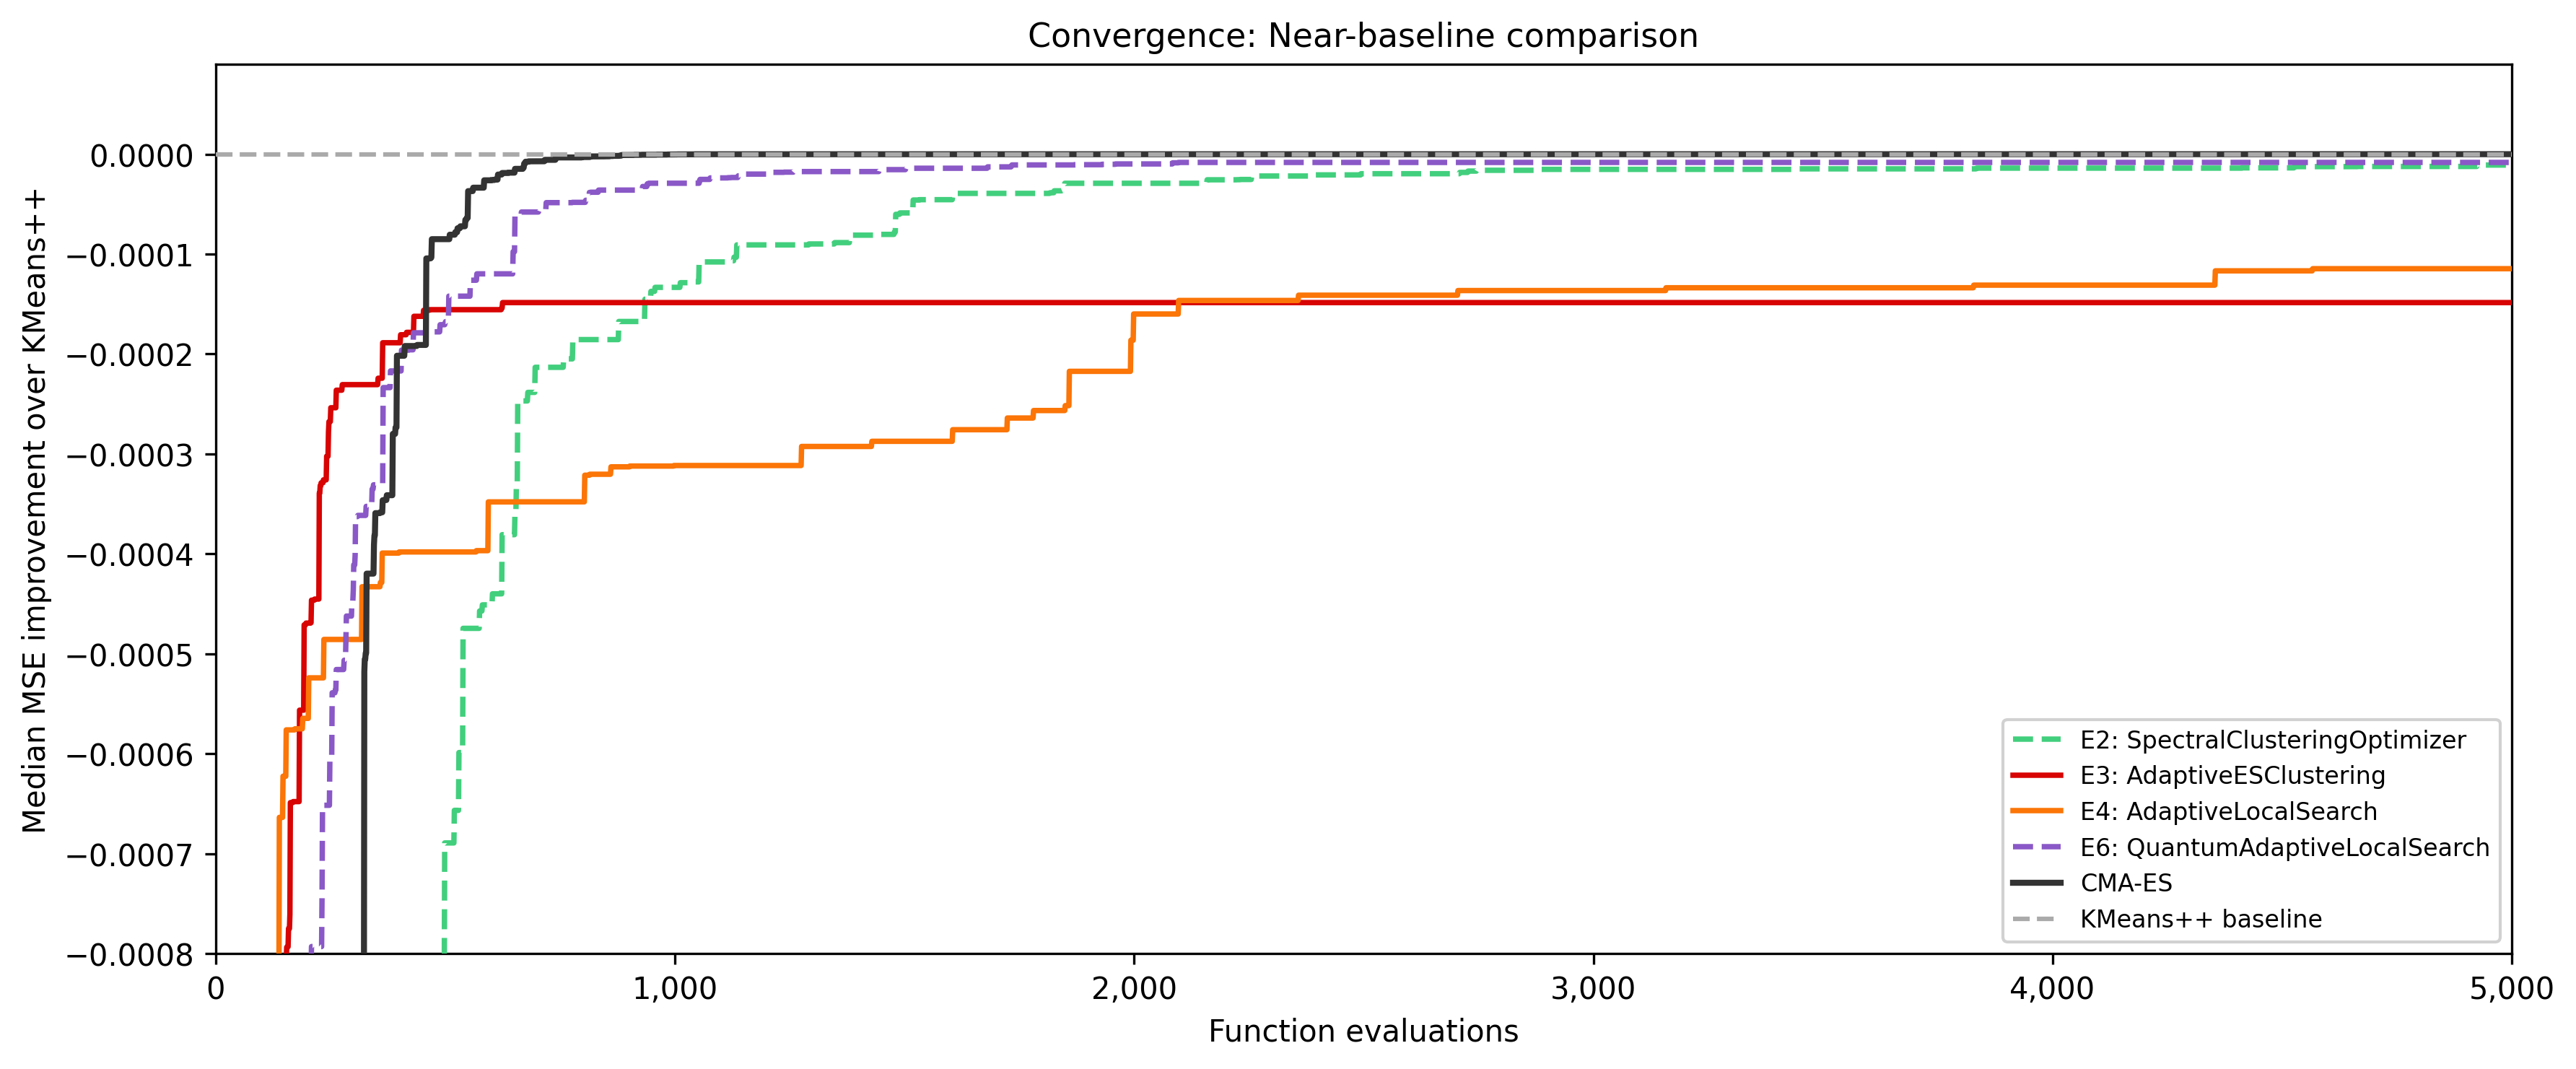 Convergence: Near-baseline comparison
Median MSE improvement over KMeans++
0.0000
−0.0001
−0.0002
−0.0003
−0.0004
−0.0005
−0.0006
−0.0007
−0.0008
E2: SpectralClusteringOptimizer
E3: AdaptiveESClustering
E4: AdaptiveLocalSearch
E6: QuantumAdaptiveLocalSearch
CMA-ES
KMeans++ baseline
0 1,000 2,000 3,000 4,000 5,000
Function evaluations